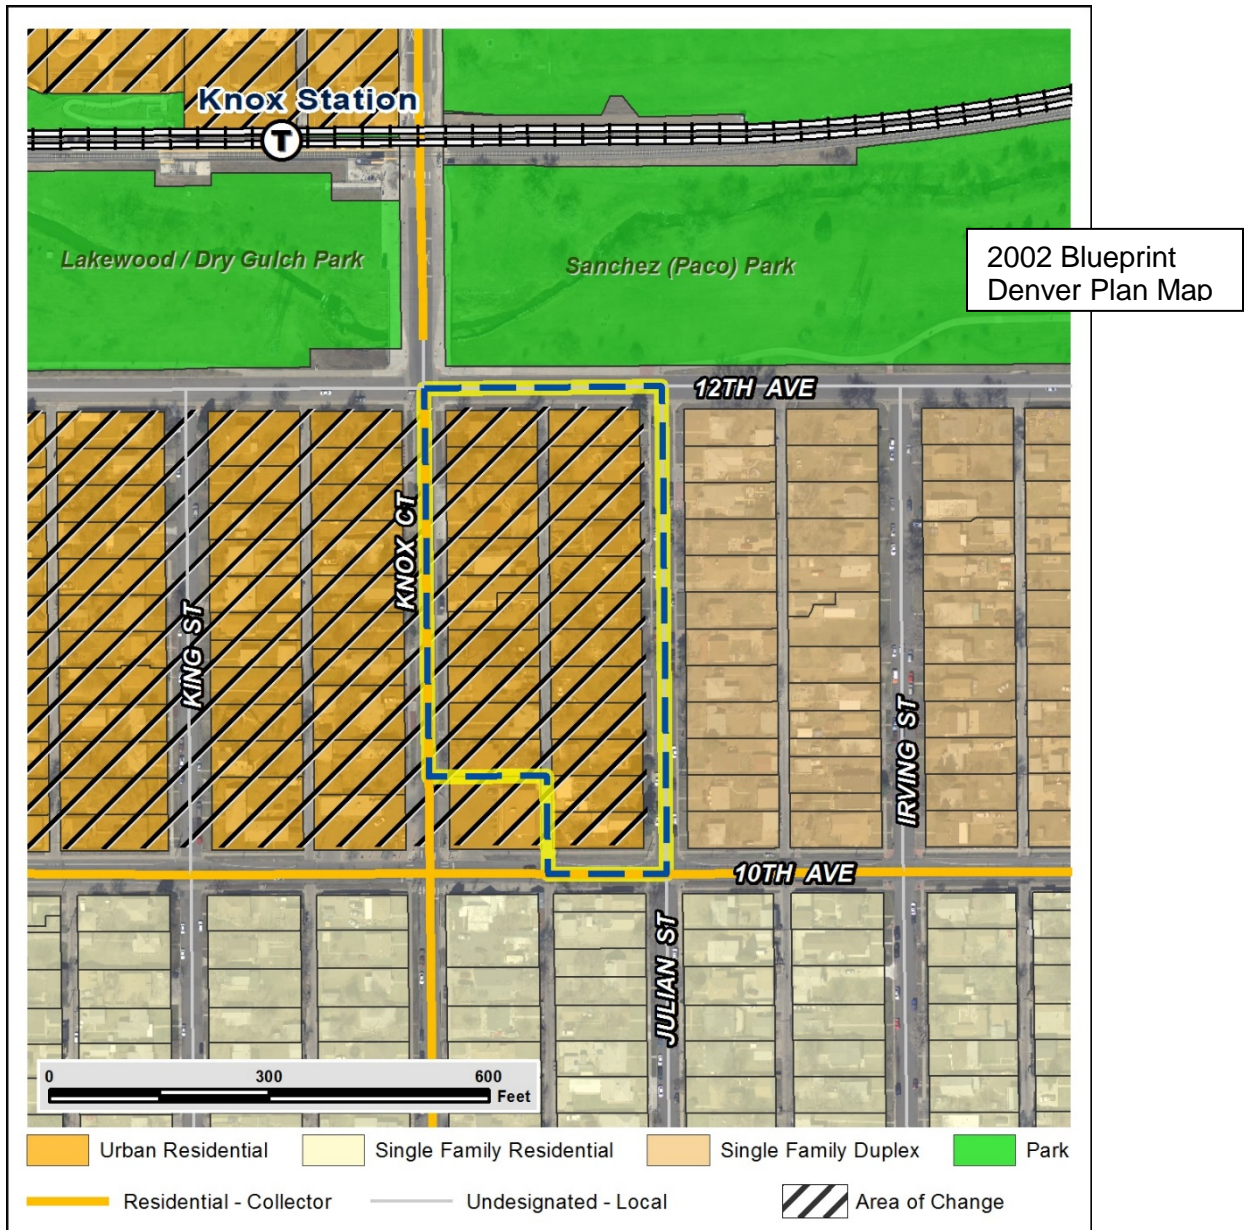 Knox Station
T
Lakewood / Dry Gulch Park
Sanchez (Paco) Park
2002 Blueprint
Denver Plan Map
12TH AVE
KNOX CT
KING ST
IRVING ST
10TH AVE
JULIAN ST
0 300 600
Feet
Urban Residential
Single Family Residential
Single Family Duplex
Park
Residential - Collector
Undesignated - Local
Area of Change